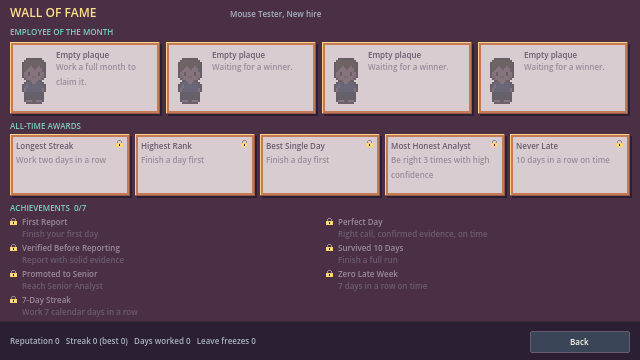 WALL OF FAME
Mouse Tester, New hire
EMPLOYEE OF THE MONTH
Empty plaque
Work a full month to
claim it.
Empty plaque
Waiting for a winner.
Empty plaque
Waiting for a winner.
Empty plaque
Waiting for a winner.
ALL-TIME AWARDS
Longest Streak
Work two days in a row
Highest Rank
Finish a day first
Best Single Day
Finish a day first
Most Honest Analyst
Be right 3 times with high
confidence
Never Late
10 days in a row on time
ACHIEVEMENTS 0/7
First Report
Finish your first day
Verified Before Reporting
Report with solid evidence
Promoted to Senior
Reach Senior Analyst
7-Day Streak
Work 7 calendar days in a row
Perfect Day
Right call, confirmed evidence, on time
Survived 10 Days
Finish a full run
Zero Late Week
7 days in a row on time
Reputation 0 Streak 0 (best 0) Days worked 0 Leave freezes 0
Back